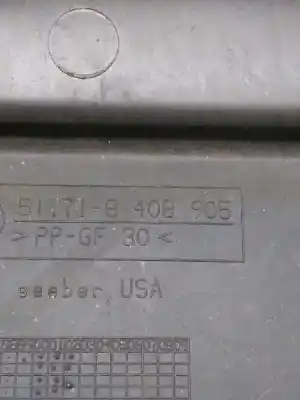 51.71-8 408 905
> PP-GF 30 <
seeber, USA